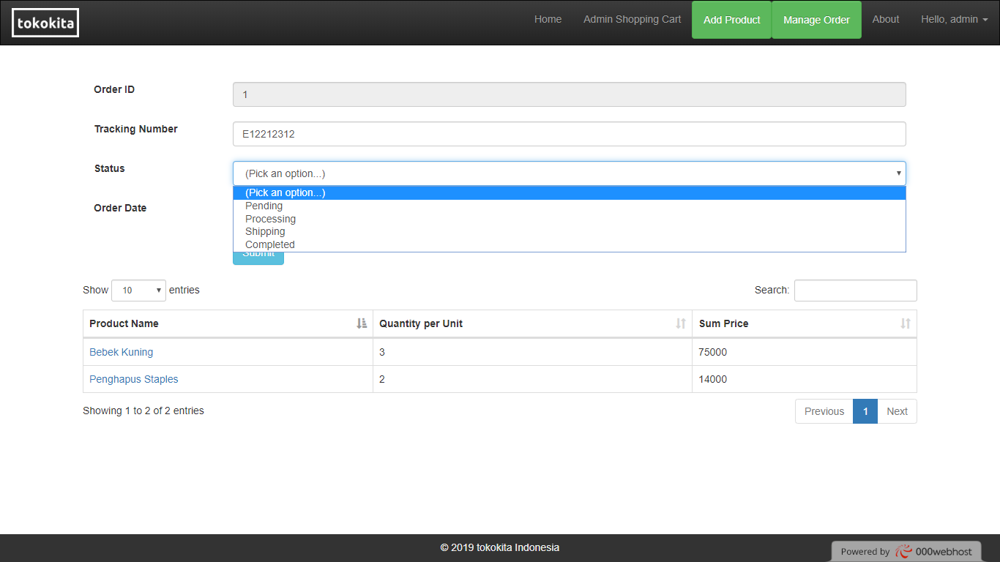 tokokita
Home Admin Shopping Cart Add Product Manage Order About Hello, admin
Order ID 1
Tracking Number E12212312
Status (Pick an option...)
(Pick an option...)
Pending
Order Date
Processing
Shipping
Completed
Submit
Show 10 entries Search:
Product Name Quantity per Unit Sum Price
Bebek Kuning 3 75000
Penghapus Staples 2 14000
Showing 1 to 2 of 2 entries Previous 1 Next
© 2019 tokokita Indonesia
Powered by 000webhost